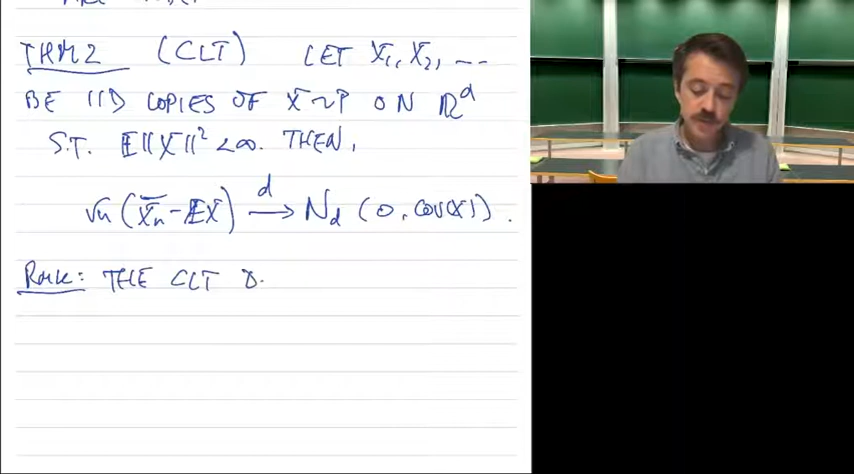 THM 2 (CLT) LET X₁, X₂, ...
BE IID COPIES OF X ~ P ON ℝᵈ
S.T. E‖X‖² < ∞. THEN,
√n (X̄ₙ - EX) →ᵈ N_d (0, COV(X)).
Rmk: THE CLT